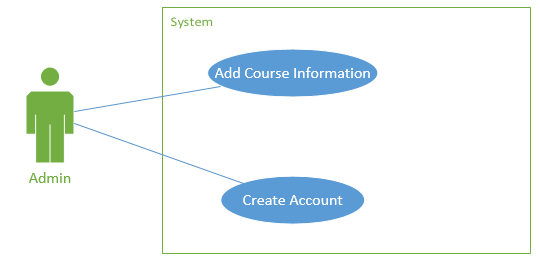 System
Add Course Information
Admin
Create Account